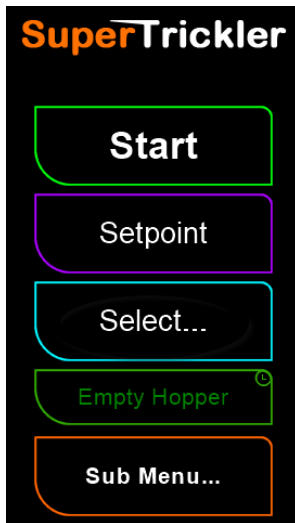 SuperTrickler
Start
Setpoint
Select...
Empty Hopper
Sub Menu...